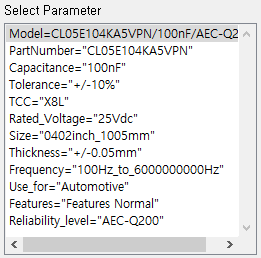 Select Parameter
Model=CL05E104KA5VPN/100nF/AEC-Q2
PartNumber="CL05E104KA5VPN"
Capacitance="100nF"
Tolerance="+/-10%"
TCC="X8L"
Rated_Voltage="25Vdc"
Size="0402inch_1005mm"
Thickness="+/-0.05mm"
Frequency="100Hz_to_6000000000Hz"
Use_for="Automotive"
Features="Features Normal"
Reliability_level="AEC-Q200"